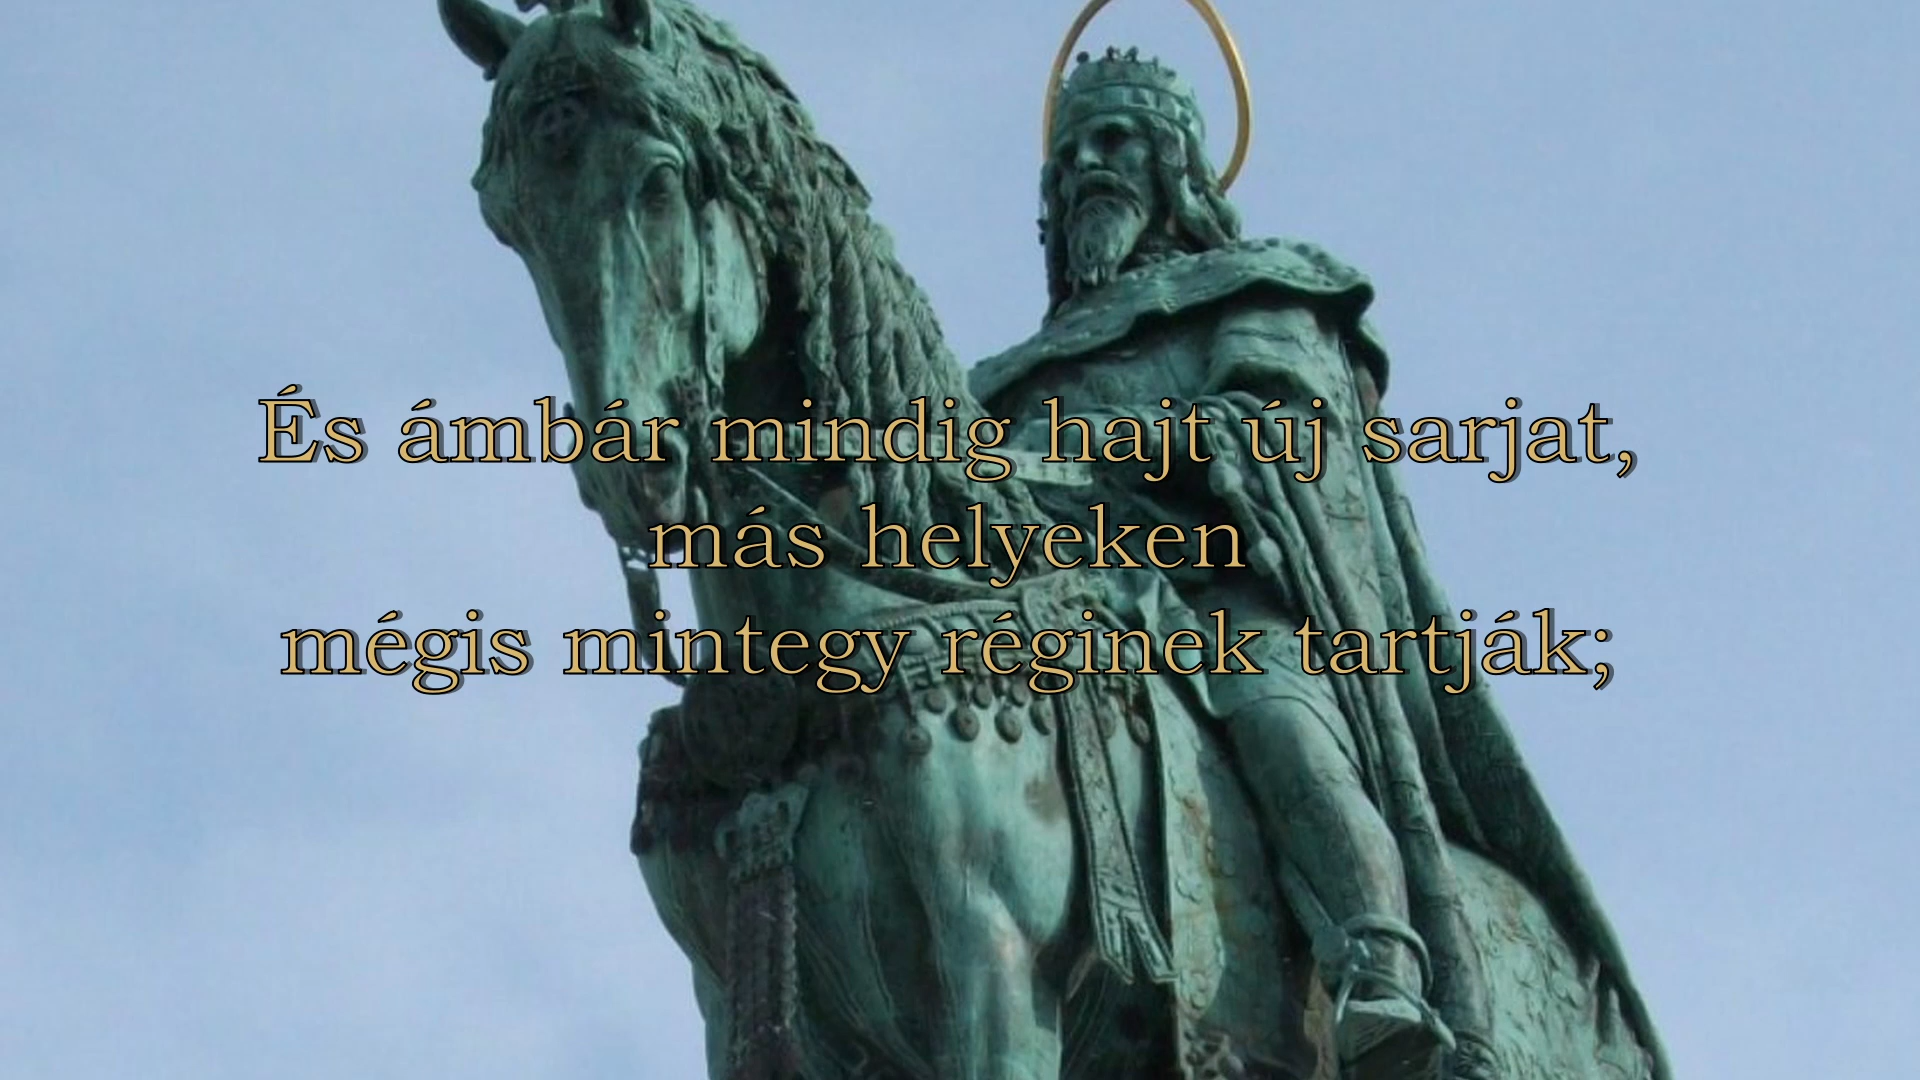 És ámbár mindig hajt új sarjat,
más helyeken
mégis mintegy réginek tartják;